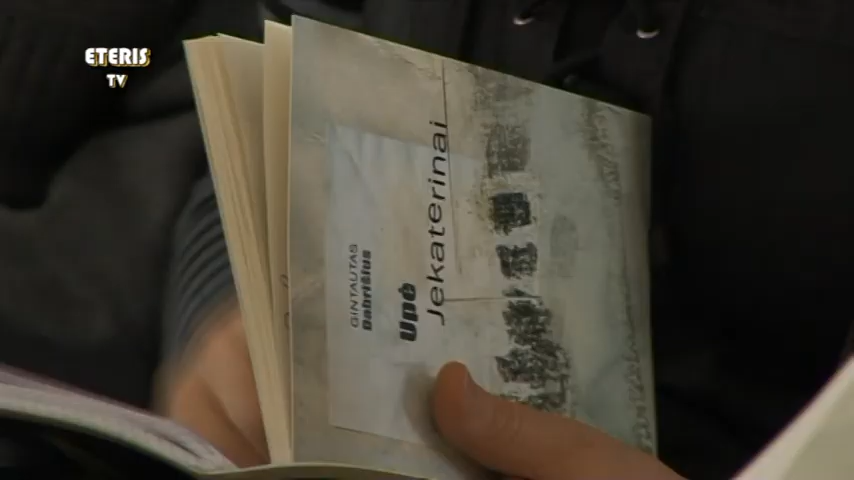 ETERIS
TV
GINTAUTAS
Dabrišius
Upė
Jekaterinai